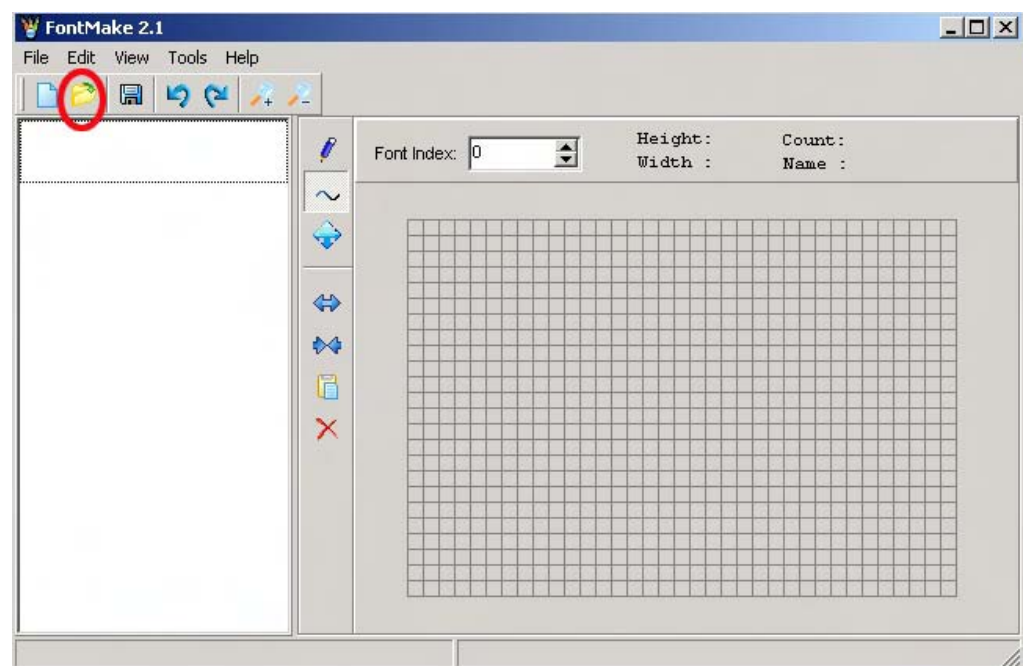 FontMake 2.1
File Edit View Tools Help
Font Index: 0
Height: Count:
Width : Name :